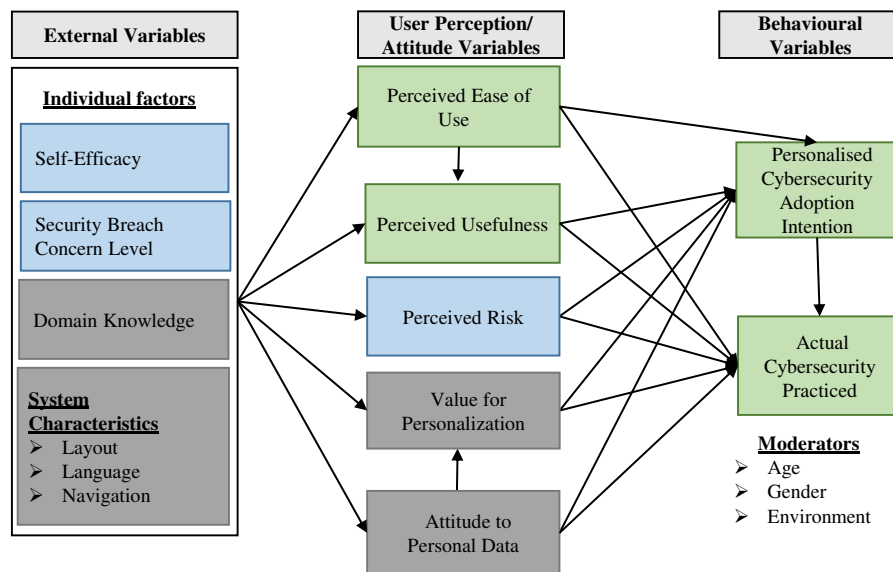 External Variables
Individual factors
Self-Efficacy
Security Breach
Concern Level
Domain Knowledge
System
Characteristics
➢ Layout
➢ Language
➢ Navigation
User Perception/
Attitude Variables
Perceived Ease of
Use
Perceived Usefulness
Perceived Risk
Value for
Personalization
Attitude to
Personal Data
Behavioural
Variables
Personalised
Cybersecurity
Adoption
Intention
Actual
Cybersecurity
Practiced
Moderators
➢ Age
➢ Gender
➢ Environment